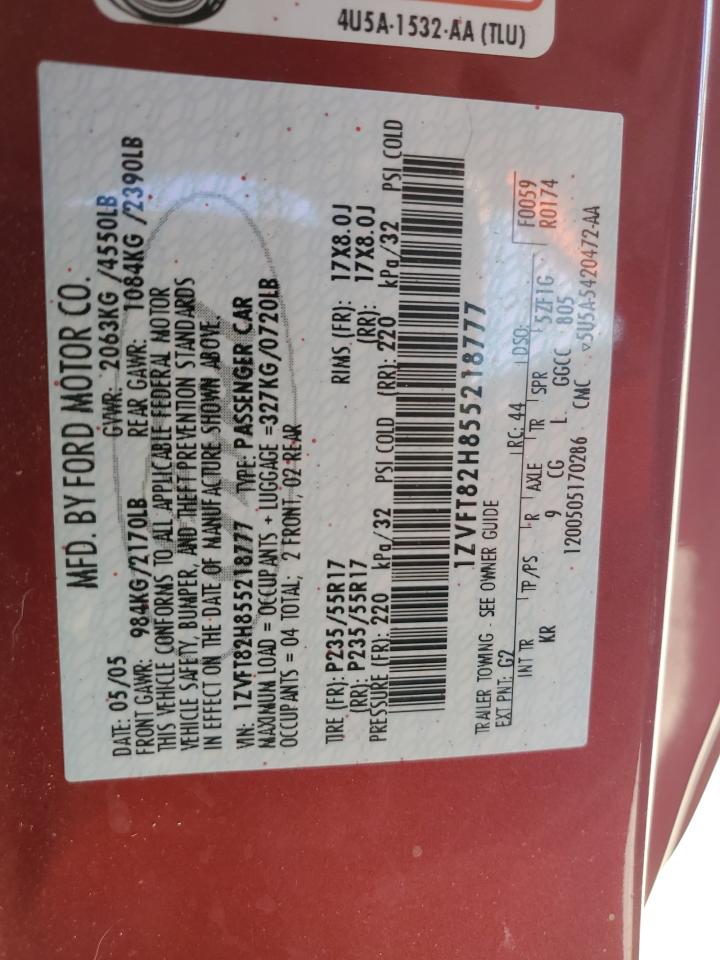 4U5A-1532-AA (TLU)
MFD. BY FORD MOTOR CO.
DATE: 05/05 GVWR: 2063KG /4550LB
FRONT GAWR: 984KG/2170LB REAR GAWR: 1084KG /2390LB
THIS VEHICLE CONFORMS TO ALL APPLICABLE FEDERAL MOTOR
VEHICLE SAFETY, BUMPER, AND THEFT PREVENTION STANDARDS
IN EFFECT ON THE DATE OF MANUFACTURE SHOWN ABOVE.
VIN: 1ZVFT82H855218777 TYPE: PASSENGER CAR
MAXIMUM LOAD = OCCUPANTS + LUGGAGE =327KG/0720LB
OCCUPANTS = 04 TOTAL; 2 FRONT, 02 REAR
TIRE (FR): P235/55R17 RIMS (FR): 17X8.0J
(RR): P235/55R17 (RR): 17X8.0J
PRESSURE (FR): 220 kPa/32 PSI COLD (RR): 220 kPa/32 PSI COLD
1ZVFT82H855218777
TRAILER TOWING - SEE OWNER GUIDE
EXT PNT: G2 RC: 44 DSO: F0059
INT TR TP/PS R AXLE TR SPR 5ZF1G R0174
KR 9 CG L GGCC 805
1200505170286 CMC ▽5U5A-5420472-AA